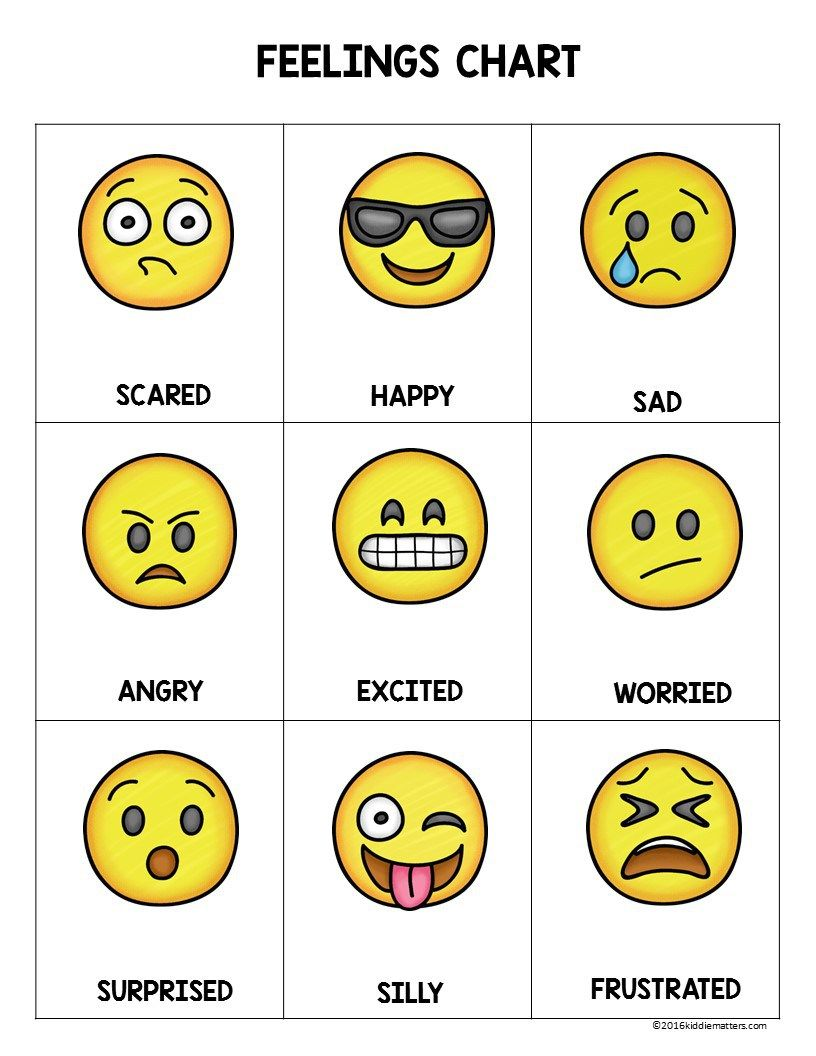 FEELINGS CHART
SCARED
HAPPY
SAD
ANGRY
EXCITED
WORRIED
SURPRISED
SILLY
FRUSTRATED
©2016kiddiematters.com